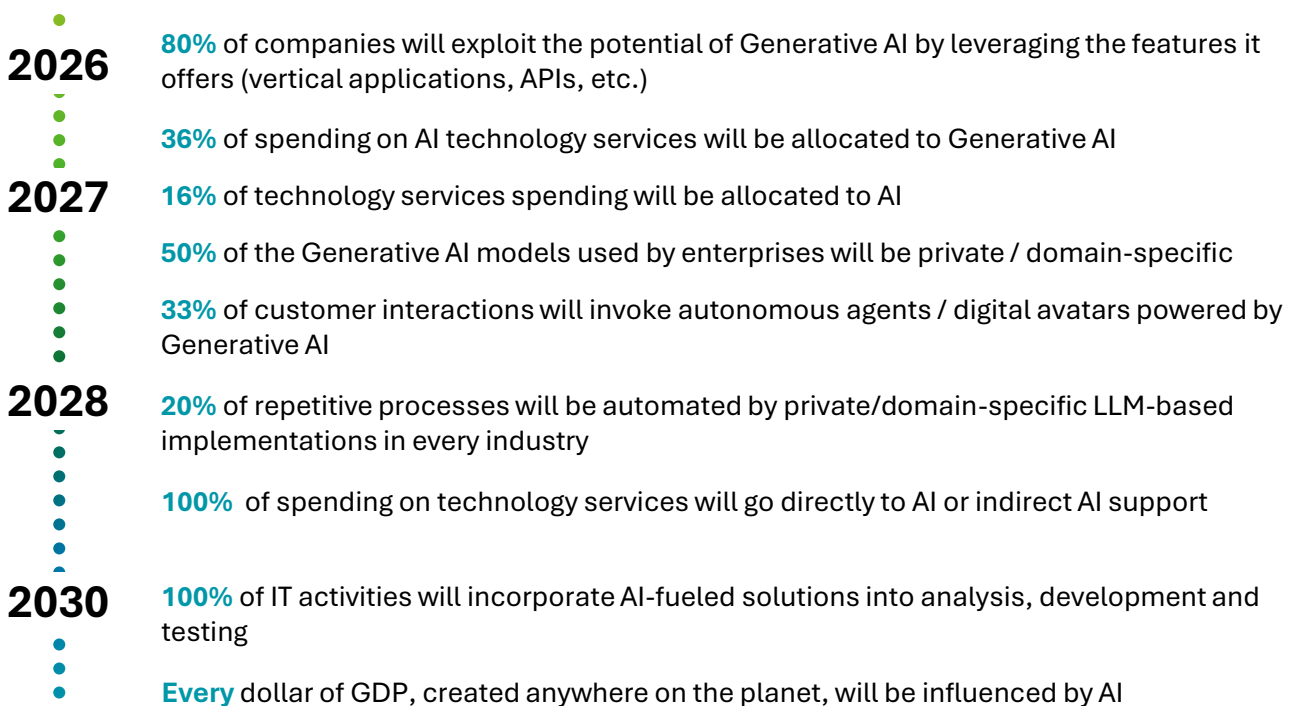 2026
80% of companies will exploit the potential of Generative AI by leveraging the features it
offers (vertical applications, APIs, etc.)
36% of spending on AI technology services will be allocated to Generative AI
2027
16% of technology services spending will be allocated to AI
50% of the Generative AI models used by enterprises will be private / domain-specific
33% of customer interactions will invoke autonomous agents / digital avatars powered by
Generative AI
2028
20% of repetitive processes will be automated by private/domain-specific LLM-based
implementations in every industry
100% of spending on technology services will go directly to AI or indirect AI support
2030
100% of IT activities will incorporate AI-fueled solutions into analysis, development and
testing
Every dollar of GDP, created anywhere on the planet, will be influenced by AI